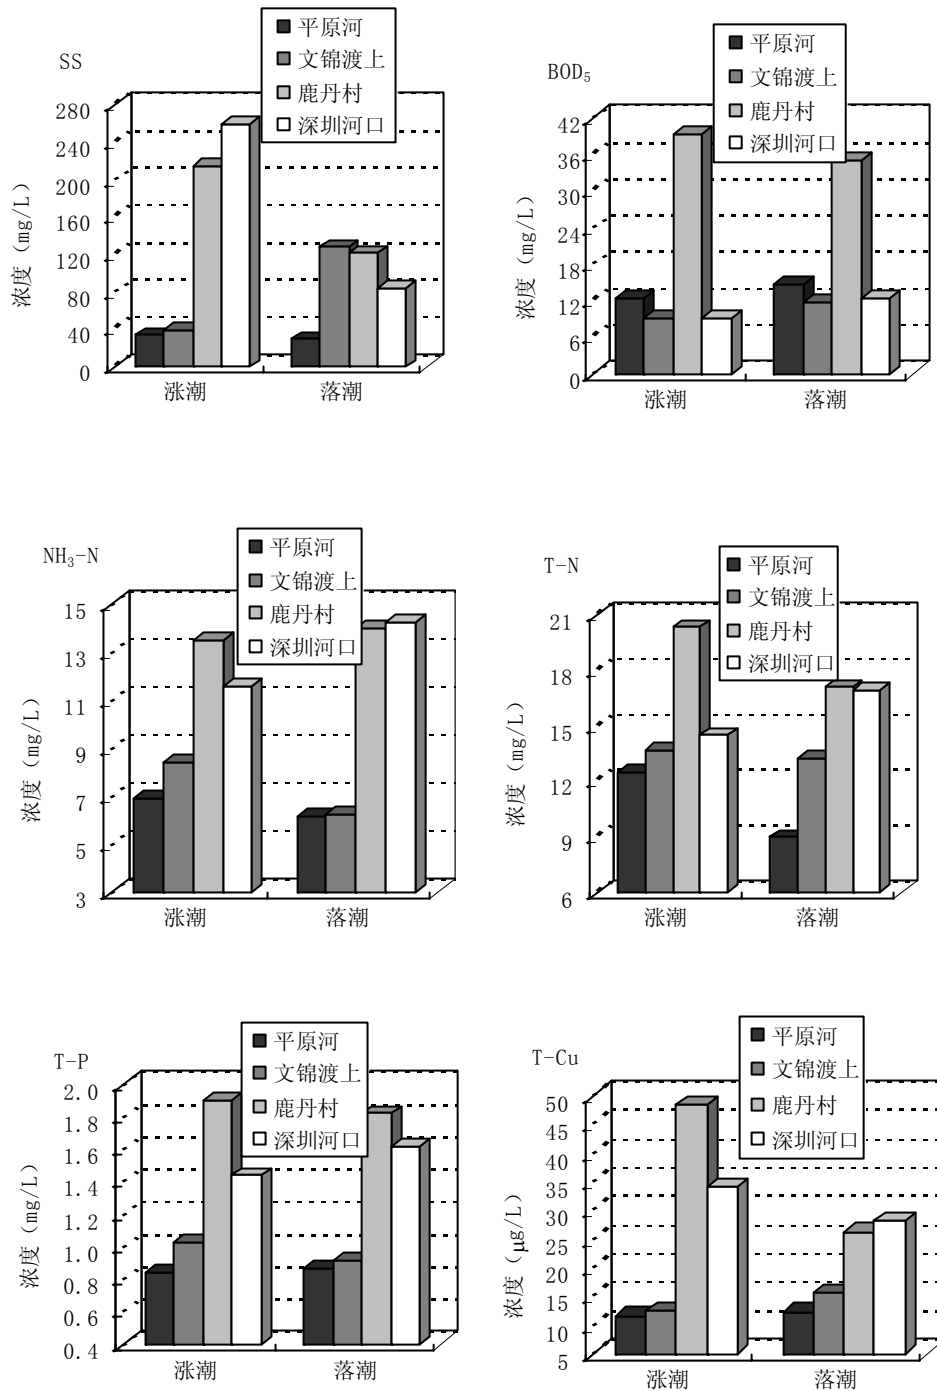 SS
平原河
文锦渡上
鹿丹村
深圳河口
280
240
200
160
120
80
40
0
浓度 (mg/L)
涨潮
落潮
BOD₅
平原河
文锦渡上
鹿丹村
深圳河口
42
36
30
24
18
12
6
0
浓度 (mg/L)
涨潮
落潮
NH₃-N
平原河
文锦渡上
鹿丹村
深圳河口
15
13
11
9
7
5
3
浓度 (mg/L)
涨潮
落潮
T-N
平原河
文锦渡上
鹿丹村
深圳河口
21
18
15
12
9
6
浓度 (mg/L)
涨潮
落潮
T-P
平原河
文锦渡上
鹿丹村
深圳河口
2.0
1.8
1.6
1.4
1.2
1.0
0.8
0.6
0.4
浓度 (mg/L)
涨潮
落潮
T-Cu
平原河
文锦渡上
鹿丹村
深圳河口
50
45
40
35
30
25
20
15
10
5
浓度 (μg/L)
涨潮
落潮